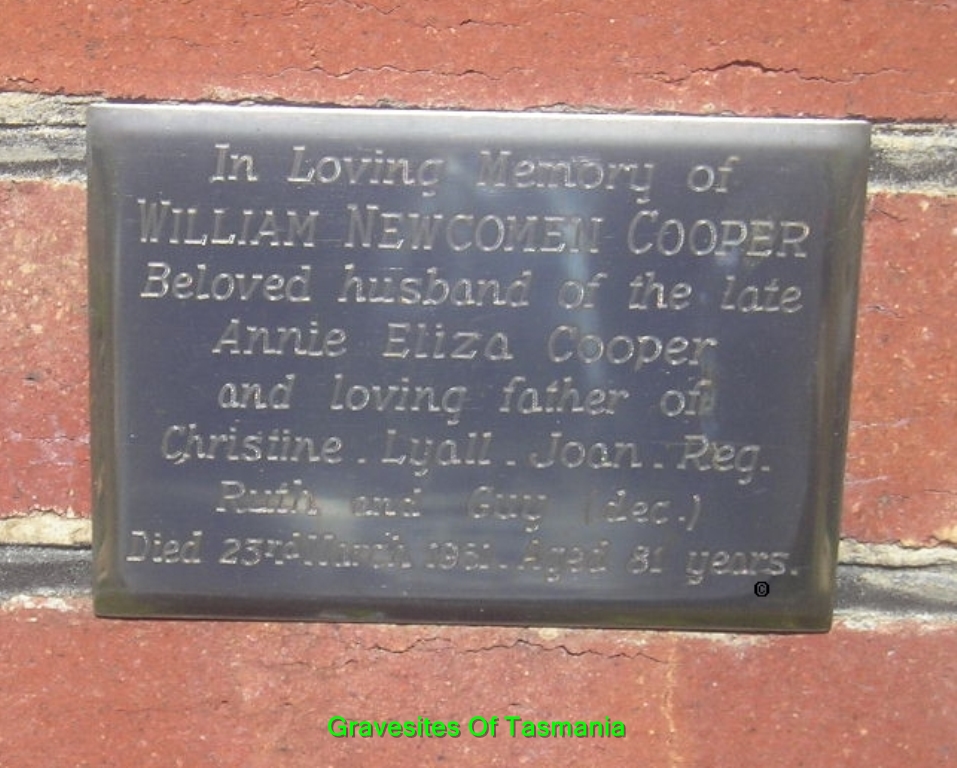 In Loving Memory of
WILLIAM NEWCOMEN COOPER
Beloved husband of the late
Annie Eliza Cooper
and loving father of
Christine . Lyall . Joan . Reg.
Ruth and Guy (dec.)
Died 23rd March 1961. Aged 81 years.
©
Gravesites Of Tasmania